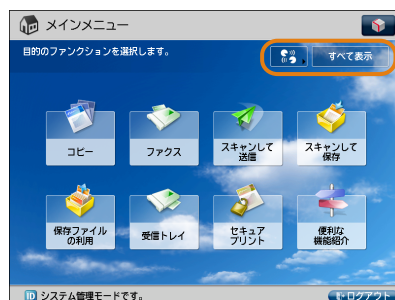 メインメニュー
目的のファンクションを選択します。
すべて表示
コピー
ファクス
スキャンして
送信
スキャンして
保存
保存ファイル
の利用
受信トレイ
セキュア
プリント
便利な
機能紹介
ID システム管理モードです。
ログアウト